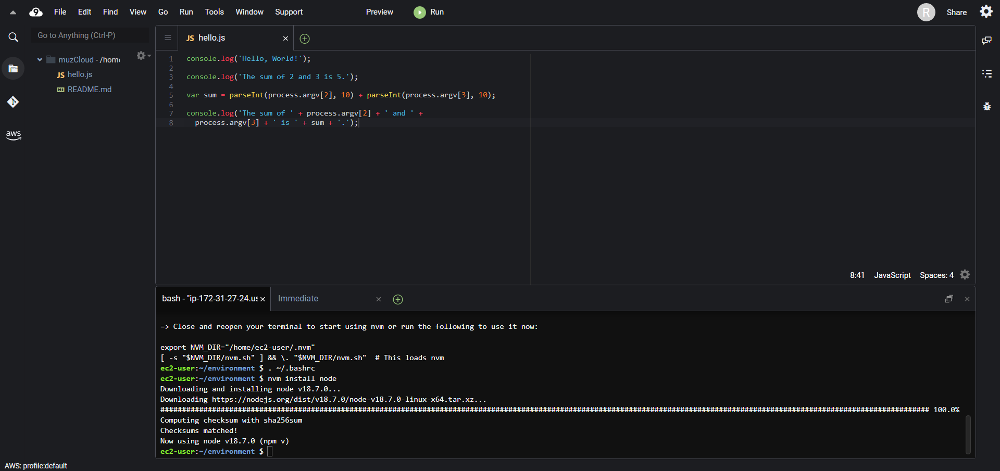 File Edit Find View Go Run Tools Window Support Preview Run R Share
Go to Anything (Ctrl-P)
muzCloud - /home
JS hello.js
README.md
aws
JS hello.js
1 console.log('Hello, World!');
2
3 console.log('The sum of 2 and 3 is 5.');
4
5 var sum = parseInt(process.argv[2], 10) + parseInt(process.argv[3], 10);
6
7 console.log('The sum of ' + process.argv[2] + ' and ' +
8   process.argv[3] + ' is ' + sum + '.');
8:41 JavaScript Spaces: 4
bash - "ip-172-31-27-24.us Immediate
=> Close and reopen your terminal to start using nvm or run the following to use it now:
export NVM_DIR="/home/ec2-user/.nvm"
[ -s "$NVM_DIR/nvm.sh" ] && \. "$NVM_DIR/nvm.sh"  # This loads nvm
ec2-user:~/environment $ . ~/.bashrc
ec2-user:~/environment $ nvm install node
Downloading and installing node v18.7.0...
Downloading https://nodejs.org/dist/v18.7.0/node-v18.7.0-linux-x64.tar.xz...
################################################################################################################################################################################### 100.0%
Computing checksum with sha256sum
Checksums matched!
Now using node v18.7.0 (npm v)
ec2-user:~/environment $
AWS: profile:default